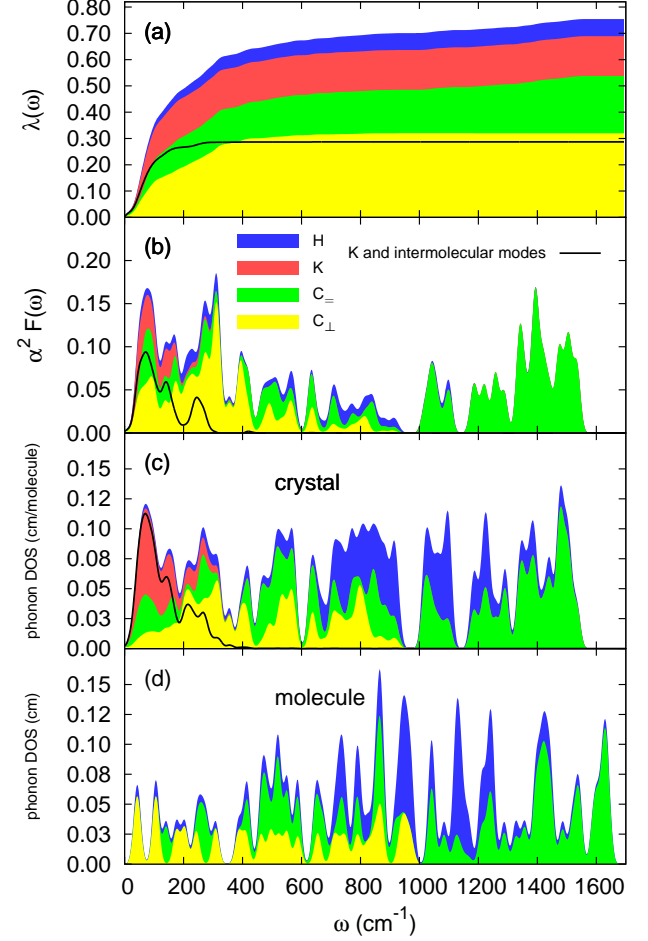 0.80
0.70
0.60
0.50
0.40
0.30
0.20
0.10
0.00
λ(ω)
(a)
0.20
0.15
0.10
0.05
0.00
α² F(ω)
(b)
H
K
C=
C⊥
K and intermolecular modes
0.15
0.12
0.10
0.08
0.05
0.03
0.00
phonon DOS (cm/molecule)
(c)
crystal
0.15
0.12
0.10
0.08
0.05
0.03
0.00
phonon DOS (cm)
(d)
molecule
0 200 400 600 800 1000 1200 1400 1600
ω (cm⁻¹)